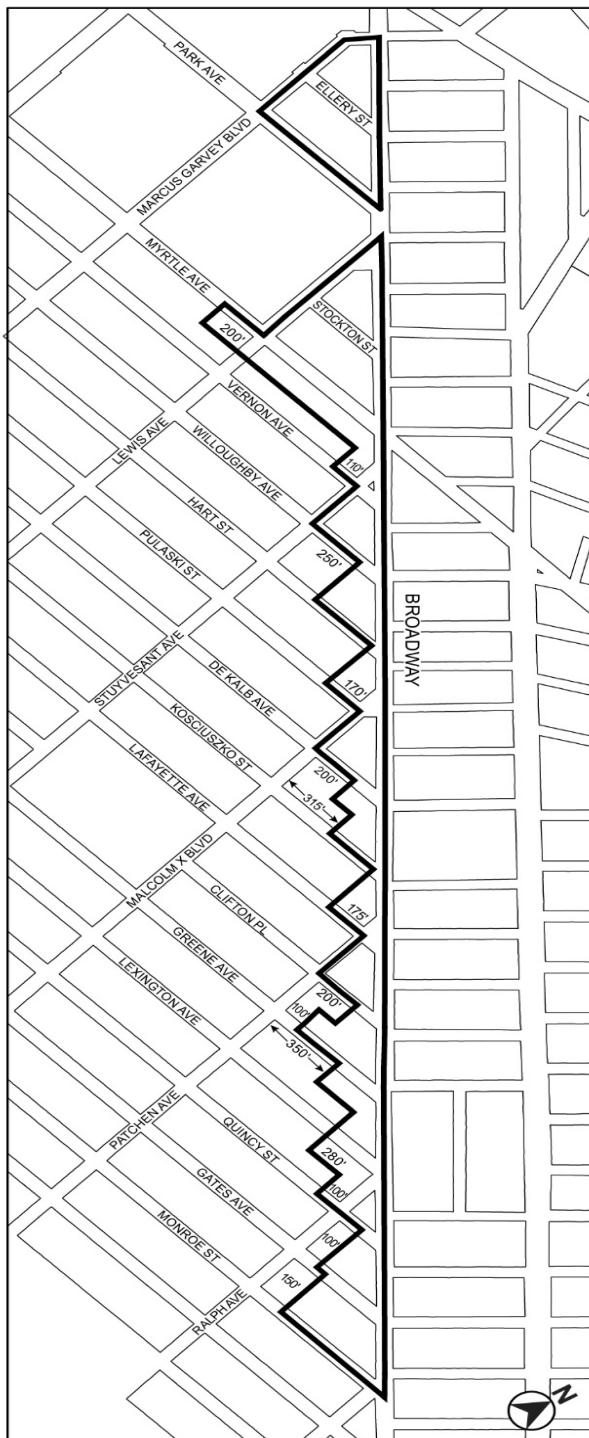 PARK AVE
ELLERY ST
MARCUS GARVEY BLVD
MYRTLE AVE
STOCKTON ST
200'
VERNON AVE
LEWIS AVE
WILLOUGHBY AVE
110'
HART ST
250'
PULASKI ST
BROADWAY
STUYVESANT AVE
DE KALB AVE
170'
KOSCIUSZKO ST
200'
LAFAYETTE AVE
315'
MALCOLM X BLVD
CLIFTON PL
175'
GREENE AVE
200'
LEXINGTON AVE
100'
350'
PATCHEN AVE
QUINCY ST
280'
GATES AVE
100'
MONROE ST
100'
150'
RALPH AVE
N